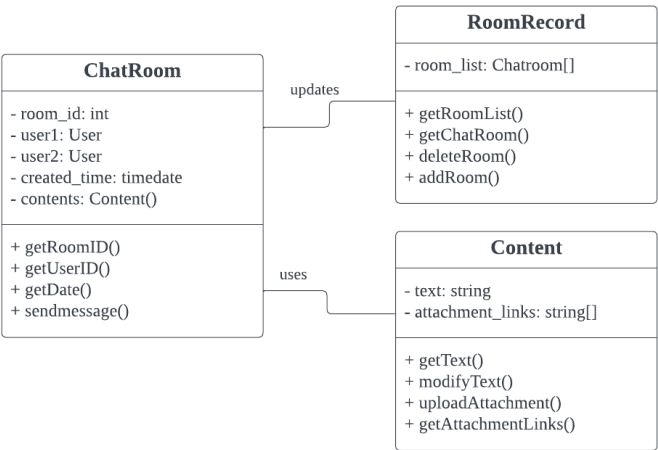 ChatRoom
- room_id: int
- user1: User
- user2: User
- created_time: timedate
- contents: Content()
+ getRoomID()
+ getUserID()
+ getDate()
+ sendmessage()
updates
uses
RoomRecord
- room_list: Chatroom[]
+ getRoomList()
+ getChatRoom()
+ deleteRoom()
+ addRoom()
Content
- text: string
- attachment_links: string[]
+ getText()
+ modifyText()
+ uploadAttachment()
+ getAttachmentLinks()